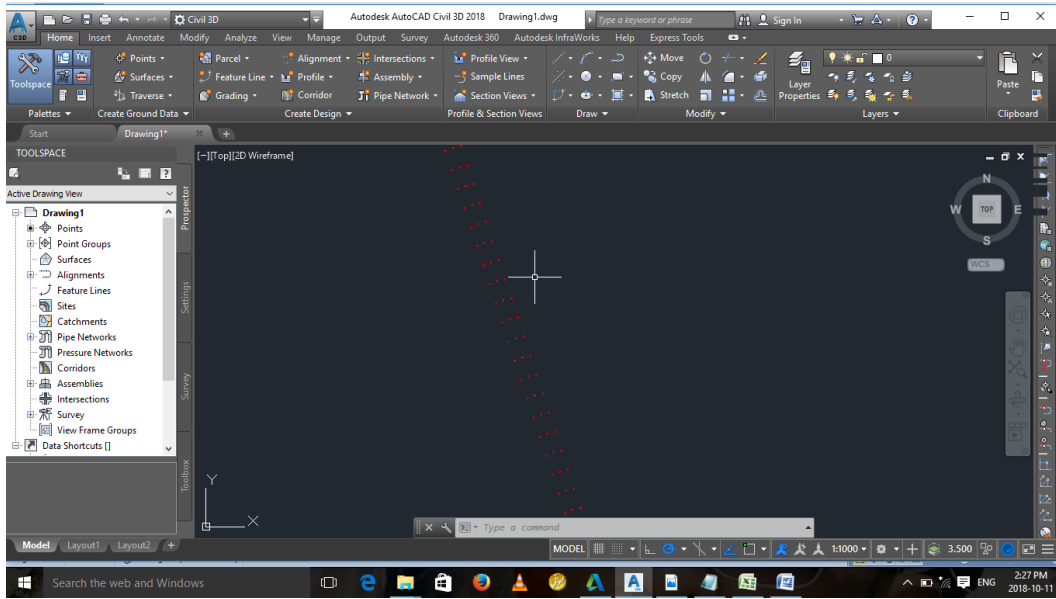 Civil 3D
Autodesk AutoCAD Civil 3D 2018 Drawing1.dwg
Type a keyword or phrase
Sign In
C3D
Home Insert Annotate Modify Analyze View Manage Output Survey Autodesk 360 Autodesk InfraWorks Help Express Tools
Toolspace
Points
Surfaces
Traverse
Parcel
Feature Line
Grading
Alignment
Profile
Corridor
Intersections
Assembly
Pipe Network
Profile View
Sample Lines
Section Views
Move
Copy
Stretch
Layer
Properties
0
Paste
Palettes Create Ground Data Create Design Profile & Section Views Draw Modify Layers Clipboard
Start Drawing1*
TOOLSPACE
Active Drawing View
Drawing1
Points
Point Groups
Surfaces
Alignments
Feature Lines
Sites
Catchments
Pipe Networks
Pressure Networks
Corridors
Assemblies
Intersections
Survey
View Frame Groups
Data Shortcuts []
Prospector
Settings
Survey
Toolbox
[−][Top][2D Wireframe]
N
W TOP E
S
WCS
Y
X
Type a command
Model Layout1 Layout2 +
MODEL 1:1000 3.500
Search the web and Windows
ENG
2:27 PM
2018-10-11